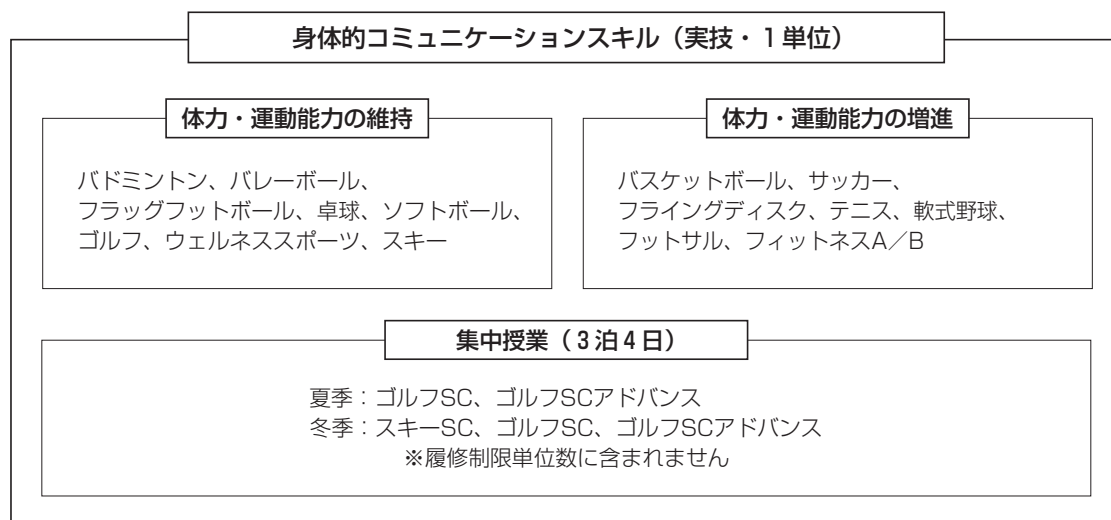 身体的コミュニケーションスキル（実技・1単位）
体力・運動能力の維持
バドミントン、バレーボール、
フラッグフットボール、卓球、ソフトボール、
ゴルフ、ウェルネススポーツ、スキー
体力・運動能力の増進
バスケットボール、サッカー、
フライングディスク、テニス、軟式野球、
フットサル、フィットネスA／B
集中授業（3泊4日）
夏季：ゴルフSC、ゴルフSCアドバンス
冬季：スキーSC、ゴルフSC、ゴルフSCアドバンス
※履修制限単位数に含まれません